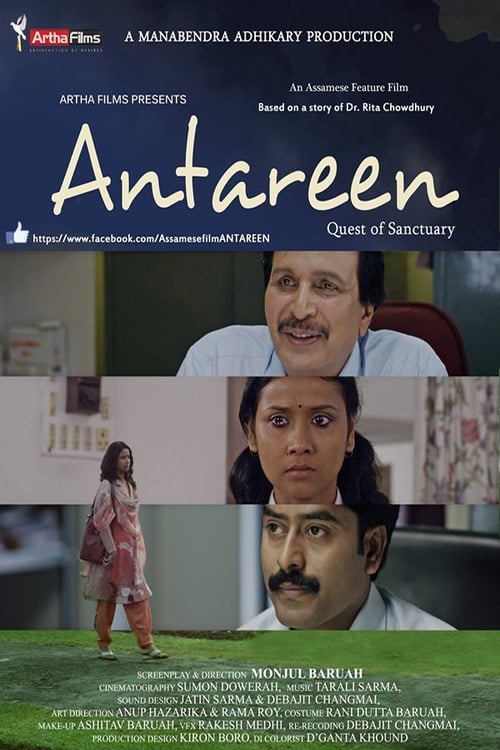 Artha Films
SATISFACTION OF DESIRES
A MANABENDRA ADHIKARY PRODUCTION
An Assamese Feature Film
ARTHA FILMS PRESENTS
Based on a story of Dr. Rita Chowdhury
Antareen
Quest of Sanctuary
https://www.facebook.com/AssamesefilmANTAREEN
SCREENPLAY & DIRECTION MONJUL BARUAH
CINEMATOGRAPHY SUMON DOWERAH, MUSIC TARALI SARMA,
SOUND DESIGN JATIN SARMA & DEBAJIT CHANGMAI,
ART DIRECTION ANUP HAZARIKA & RAMA ROY, COSTUME RANI DUTTA BARUAH,
MAKE-UP ASHITAV BARUAH, VFX RAKESH MEDHI, RE-RECODING DEBAJIT CHANGMAI,
PRODUCTION DESIGN KIRON BORO, DI COLORIST D'GANTA KHOUND